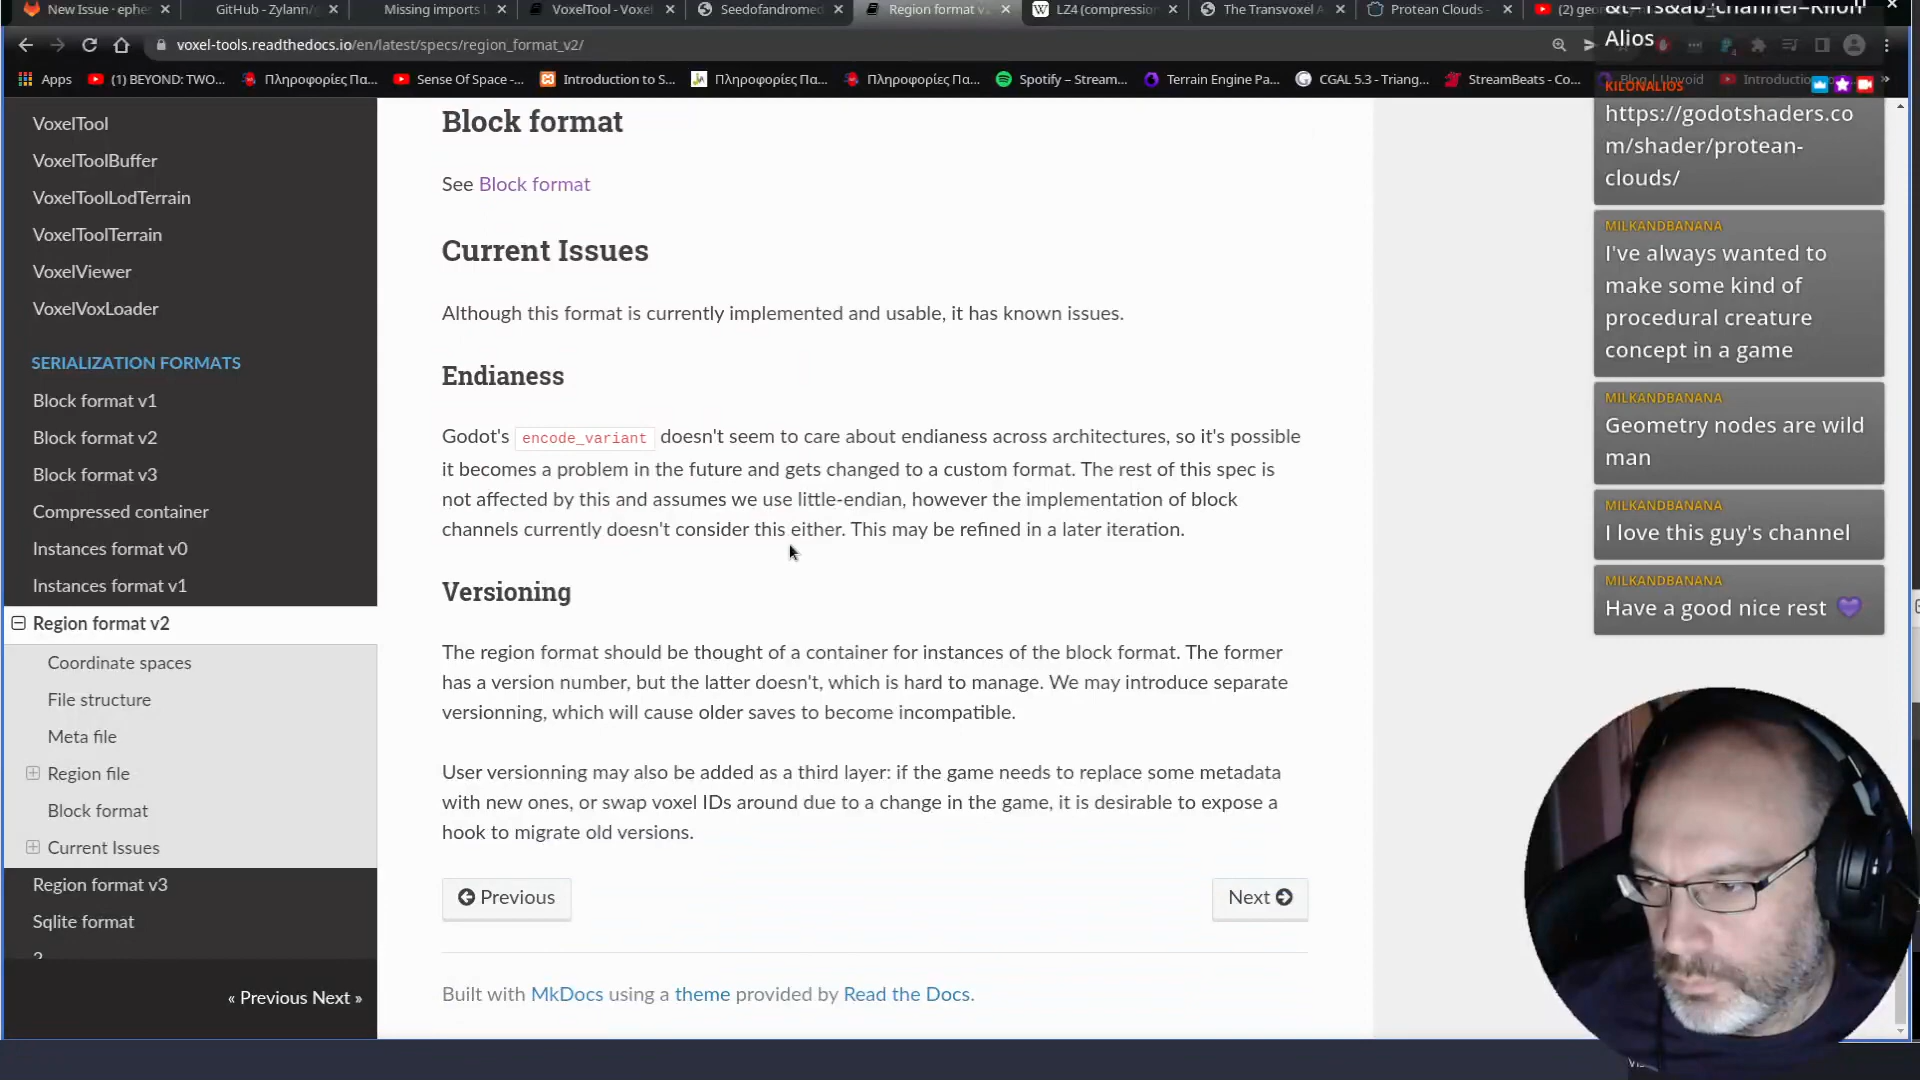 New Issue · ephe
GitHub - Zylann/g
Missing imports
VoxelTool - Voxel
Seedofandromed
Region format v
LZ4 (compression
The Transvoxel A
Protean Clouds -
(2) geo
voxel-tools.readthedocs.io/en/latest/specs/region_format_v2/
Apps
(1) BEYOND: TWO...
Πληροφορίες Πα...
Sense Of Space -...
Introduction to S...
Πληροφορίες Πα...
Πληροφορίες Πα...
Spotify – Stream...
Terrain Engine Pa...
CGAL 5.3 - Triang...
StreamBeats - Co...
Blog | Unvoid
Introductio
VoxelTool
VoxelToolBuffer
VoxelToolLodTerrain
VoxelToolTerrain
VoxelViewer
VoxelVoxLoader
SERIALIZATION FORMATS
Block format v1
Block format v2
Block format v3
Compressed container
Instances format v0
Instances format v1
Region format v2
Coordinate spaces
File structure
Meta file
Region file
Block format
Current Issues
Region format v3
Sqlite format
« Previous Next »
Block format
See Block format
Current Issues
Although this format is currently implemented and usable, it has known issues.
Endianess
Godot's encode_variant doesn't seem to care about endianess across architectures, so it's possible
it becomes a problem in the future and gets changed to a custom format. The rest of this spec is
not affected by this and assumes we use little-endian, however the implementation of block
channels currently doesn't consider this either. This may be refined in a later iteration.
Versioning
The region format should be thought of a container for instances of the block format. The former
has a version number, but the latter doesn't, which is hard to manage. We may introduce separate
versionning, which will cause older saves to become incompatible.
User versionning may also be added as a third layer: if the game needs to replace some metadata
with new ones, or swap voxel IDs around due to a change in the game, it is desirable to expose a
hook to migrate old versions.
Previous
Next
Built with MkDocs using a theme provided by Read the Docs.
&t=1s&ab_channel=Kilon
Alios
KILONALIOS
https://godotshaders.co
m/shader/protean-
clouds/
MILKANDBANANA
I've always wanted to
make some kind of
procedural creature
concept in a game
MILKANDBANANA
Geometry nodes are wild
man
MILKANDBANANA
I love this guy's channel
MILKANDBANANA
Have a good nice rest 💜